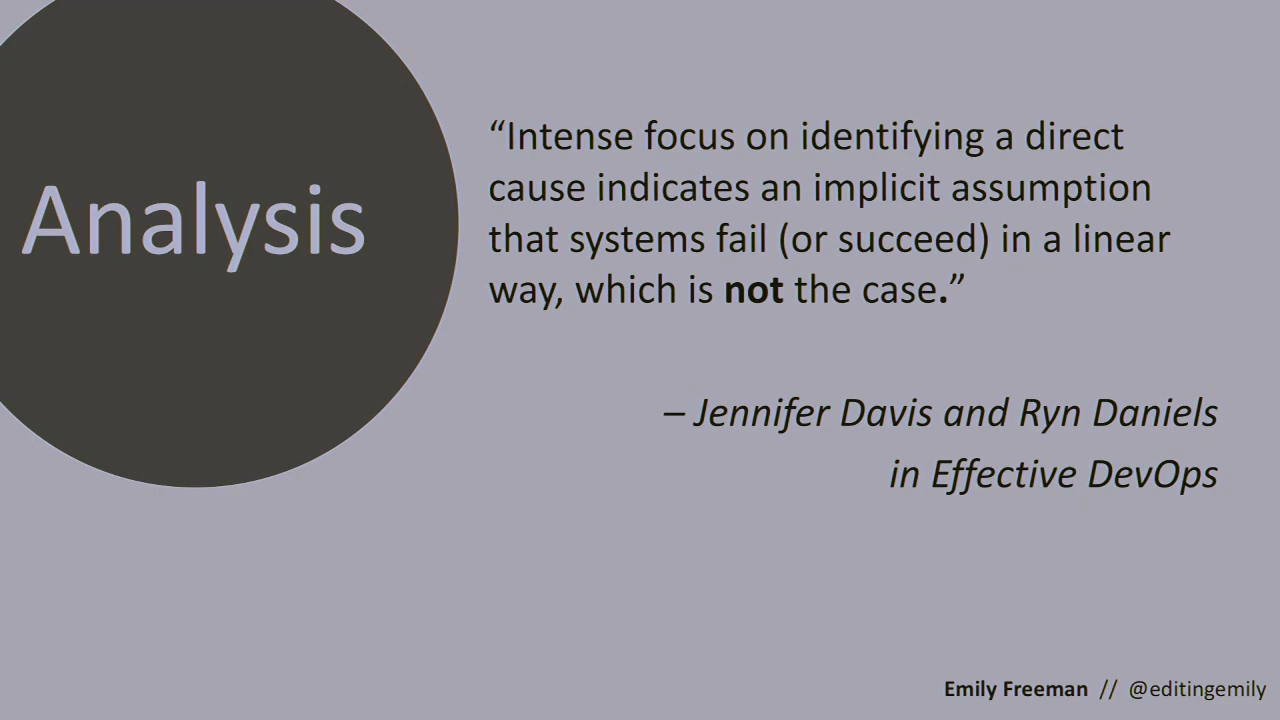 Analysis
“Intense focus on identifying a direct
cause indicates an implicit assumption
that systems fail (or succeed) in a linear
way, which is not the case.”
– Jennifer Davis and Ryn Daniels
in Effective DevOps
Emily Freeman // @editingemily